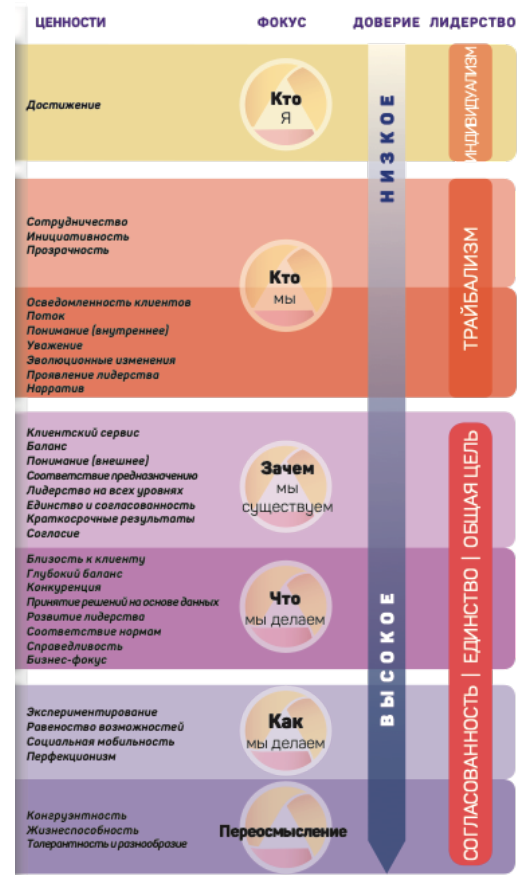 ЦЕННОСТИ ФОКУС ДОВЕРИЕ ЛИДЕРСТВО
Достижение
Кто
Я
НИЗКОЕ
ИНДИВИДУАЛИЗМ
Сотрудничество
Инициативность
Прозрачность
Кто
мы
ТРАЙБАЛИЗМ
Осведомленность клиентов
Поток
Понимание (внутреннее)
Уважение
Эволюционные изменения
Проявление лидерства
Нарратив
Клиентский сервис
Баланс
Понимание (внешнее)
Соответствие предназначению
Лидерство на всех уровнях
Единство и согласованность
Краткосрочные результаты
Согласие
Зачем
мы
существуем
Близость к клиенту
Глубокий баланс
Конкуренция
Принятие решений на основе данных
Развитие лидерства
Соответствие нормам
Справедливость
Бизнес-фокус
Что
мы делаем
ВЫСОКОЕ
СОГЛАСОВАННОСТЬ | ЕДИНСТВО | ОБЩАЯ ЦЕЛЬ
Экспериментирование
Равеноство возможностей
Социальная мобильность
Перфекционизм
Как
мы делаем
Конгруэнтность
Жизнеспособность
Толерантность и разнообразие
Переосмысление